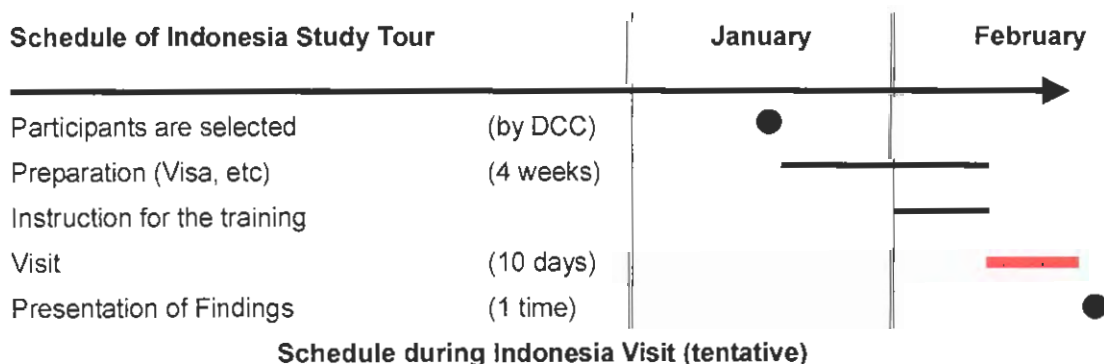 Schedule of Indonesia Study Tour January February
Participants are selected (by DCC)
Preparation (Visa, etc) (4 weeks)
Instruction for the training
Visit (10 days)
Presentation of Findings (1 time)
Schedule during Indonesia Visit (tentative)